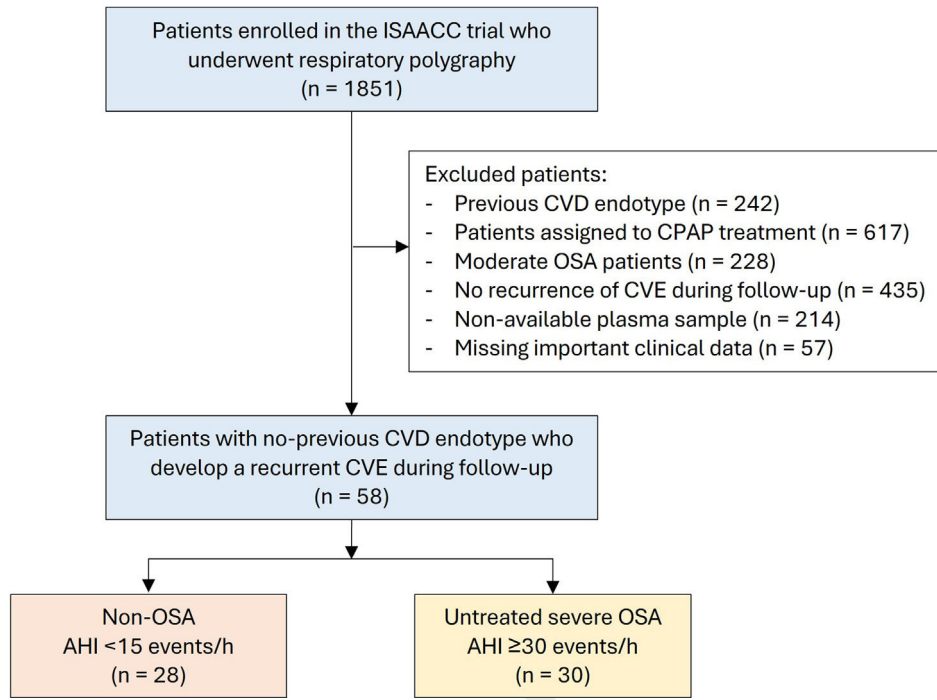 Patients enrolled in the ISAACC trial who
underwent respiratory polygraphy
(n = 1851)
Excluded patients:
- Previous CVD endotype (n = 242)
- Patients assigned to CPAP treatment (n = 617)
- Moderate OSA patients (n = 228)
- No recurrence of CVE during follow-up (n = 435)
- Non-available plasma sample (n = 214)
- Missing important clinical data (n = 57)
Patients with no-previous CVD endotype who
develop a recurrent CVE during follow-up
(n = 58)
Non-OSA
AHI <15 events/h
(n = 28)
Untreated severe OSA
AHI ≥30 events/h
(n = 30)